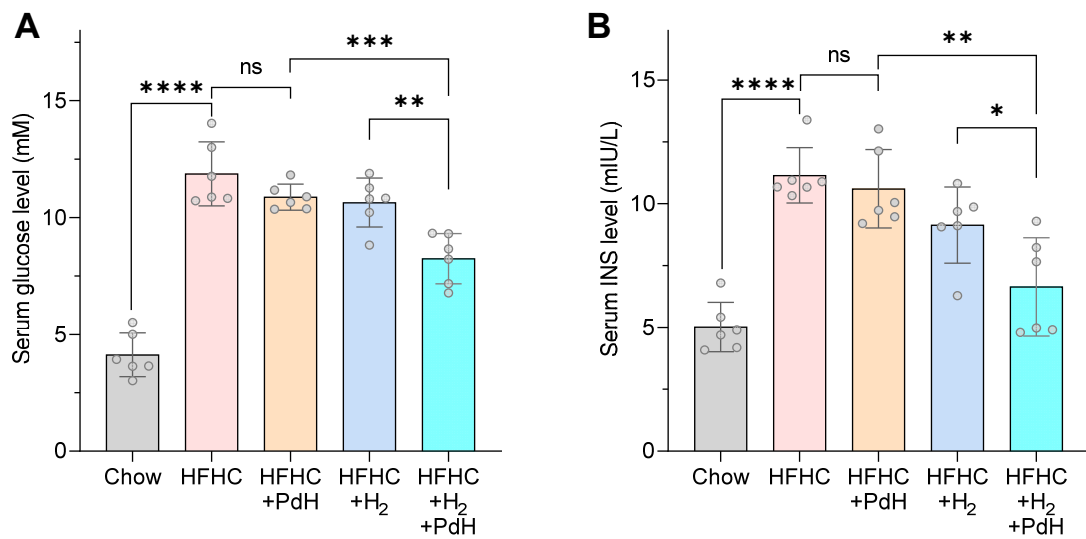 A
Serum glucose level (mM)
15
10
5
0
****
ns
***
**
Chow
HFHC
HFHC
+PdH
HFHC
+H₂
HFHC
+H₂
+PdH
B
Serum INS level (mIU/L)
15
10
5
0
****
ns
**
*
Chow
HFHC
HFHC
+PdH
HFHC
+H₂
HFHC
+H₂
+PdH